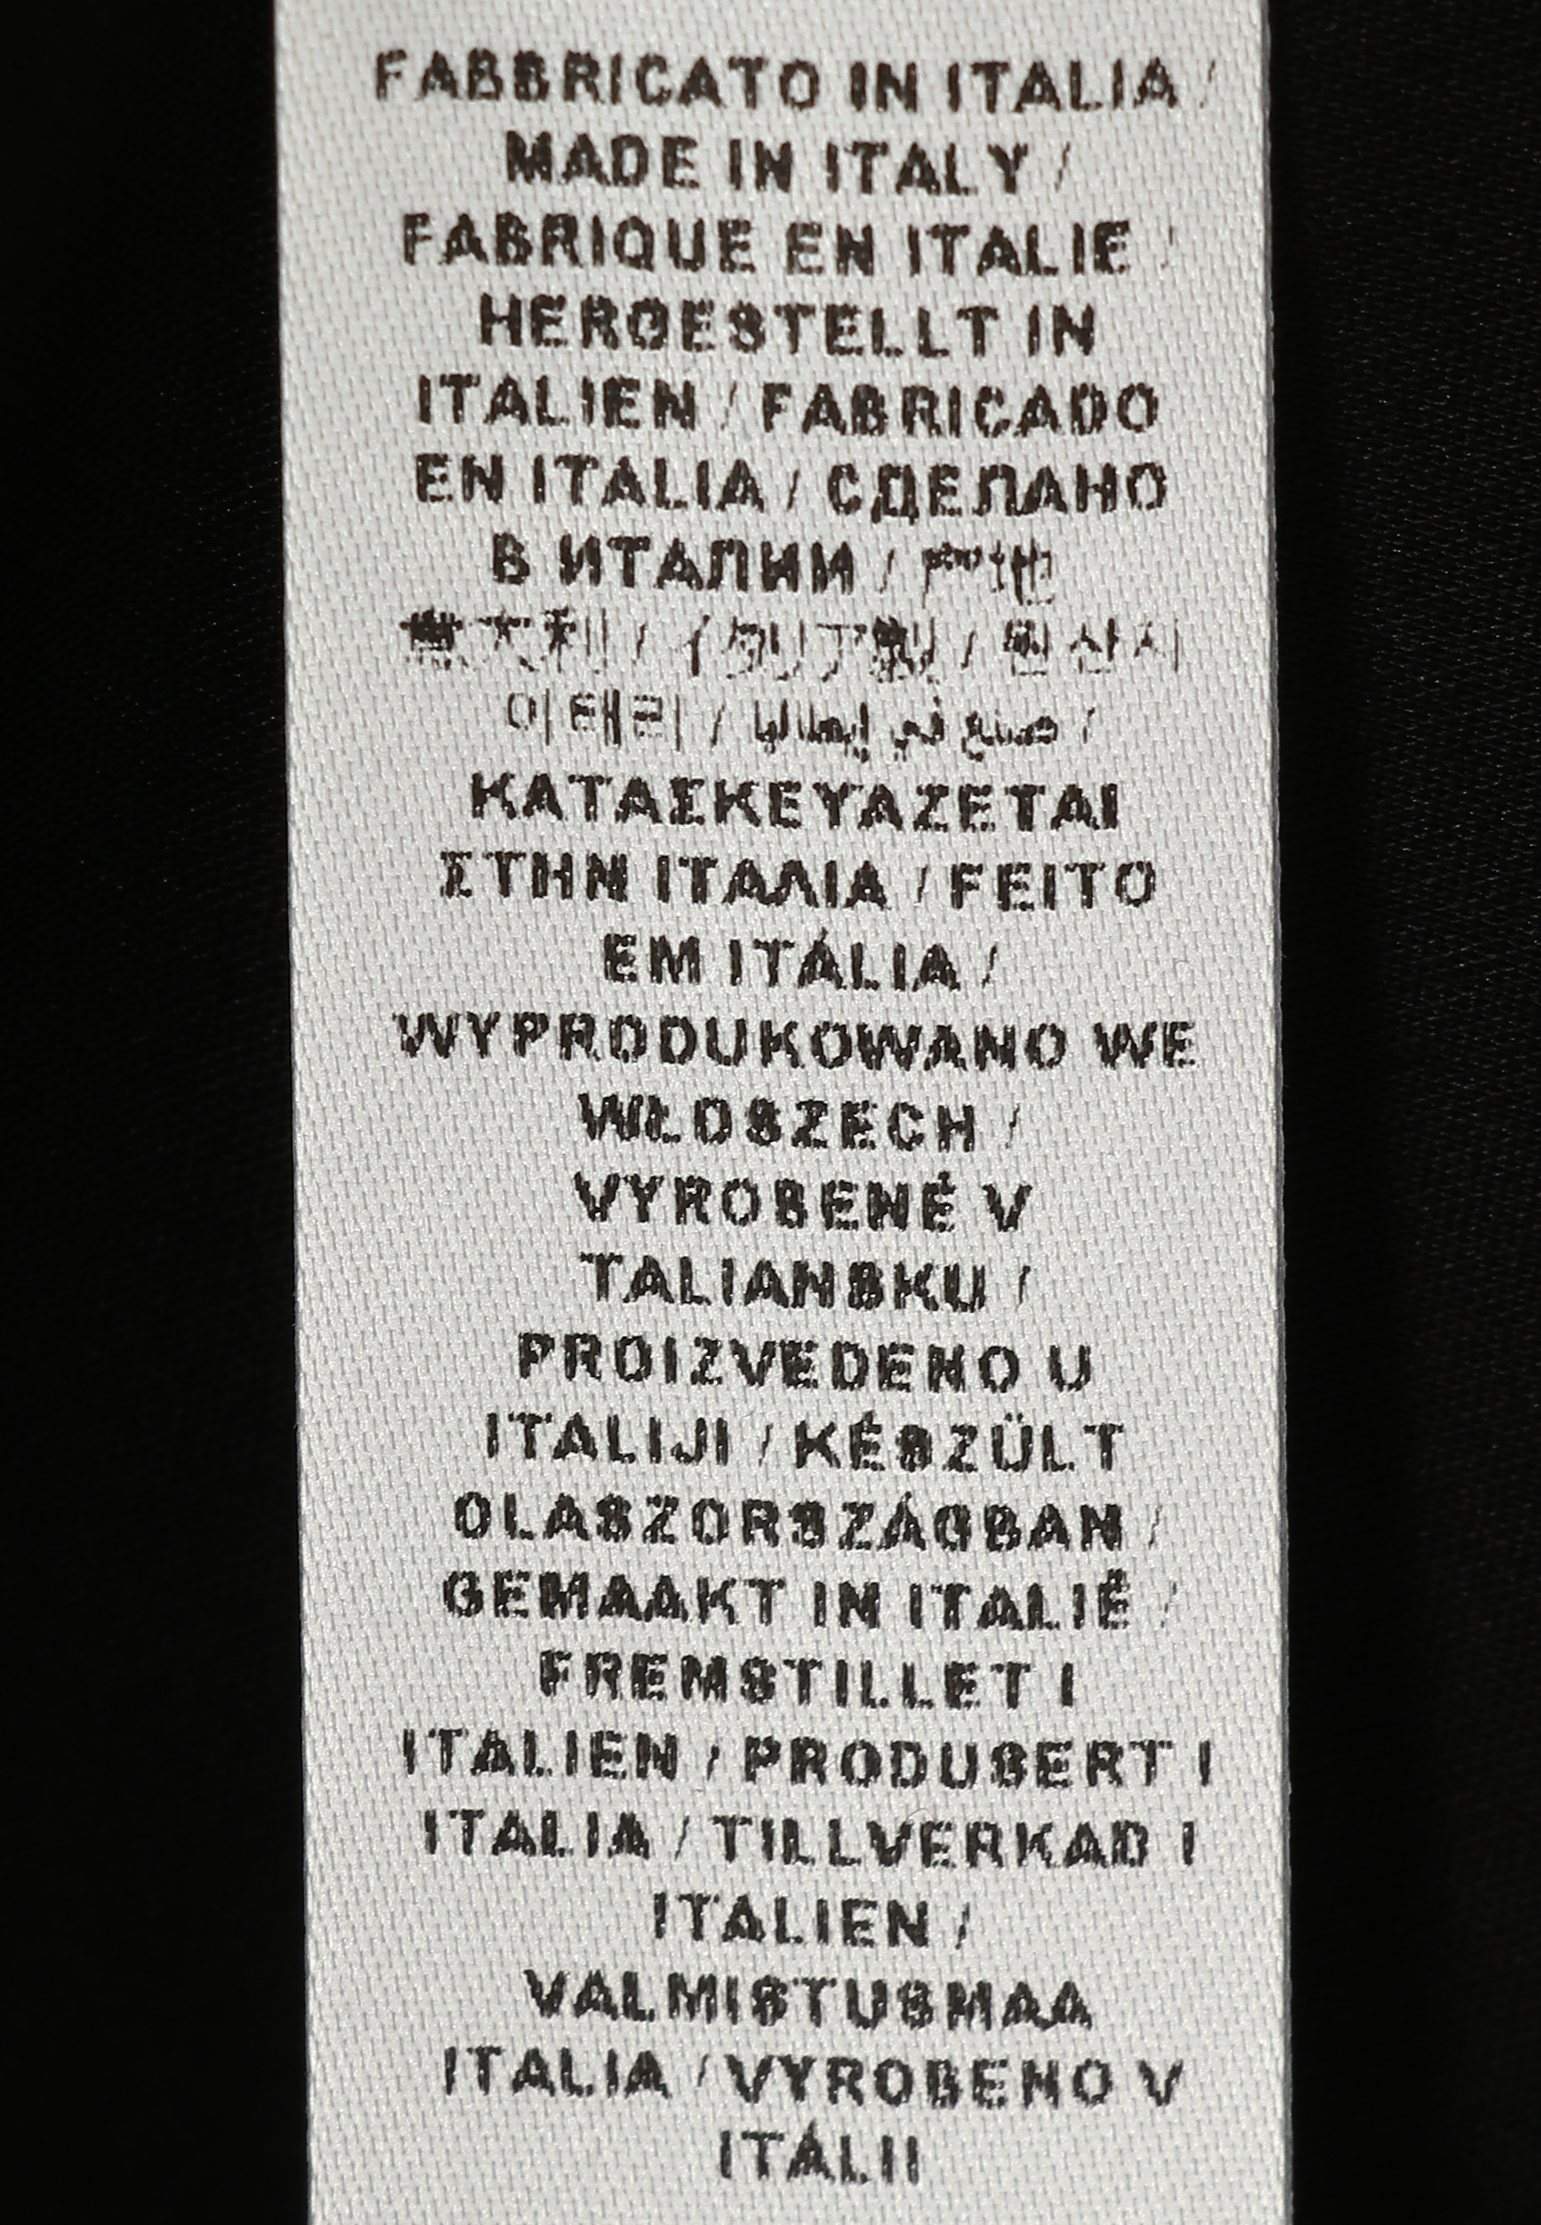 FABBRICATO IN ITALIA /
MADE IN ITALY /
FABRIQUE EN ITALIE /
HERGESTELLT IN
ITALIEN / FABRICADO
EN ITALIA / СДЕЛАНО
В ИТАЛИИ / 产地
意大利 / イタリア製 / 원산지
이태리 / صنع في إيطاليا /
ΚΑΤΑΣΚΕΥΑΖΕΤΑΙ
ΣΤΗΝ ΙΤΑΛΙΑ / FEITO
EM ITÁLIA /
WYPRODUKOWANO WE
WŁOSZECH /
VYROBENÉ V
TALIANSKU /
PROIZVEDENO U
ITALIJI / KÉSZÜLT
OLASZORSZÁGBAN /
GEMAAKT IN ITALIË /
FREMSTILLET I
ITALIEN / PRODUSERT I
ITALIA / TILLVERKAD I
ITALIEN /
VALMISTUSMAA
ITALIA / VYROBENO V
ITÁLII